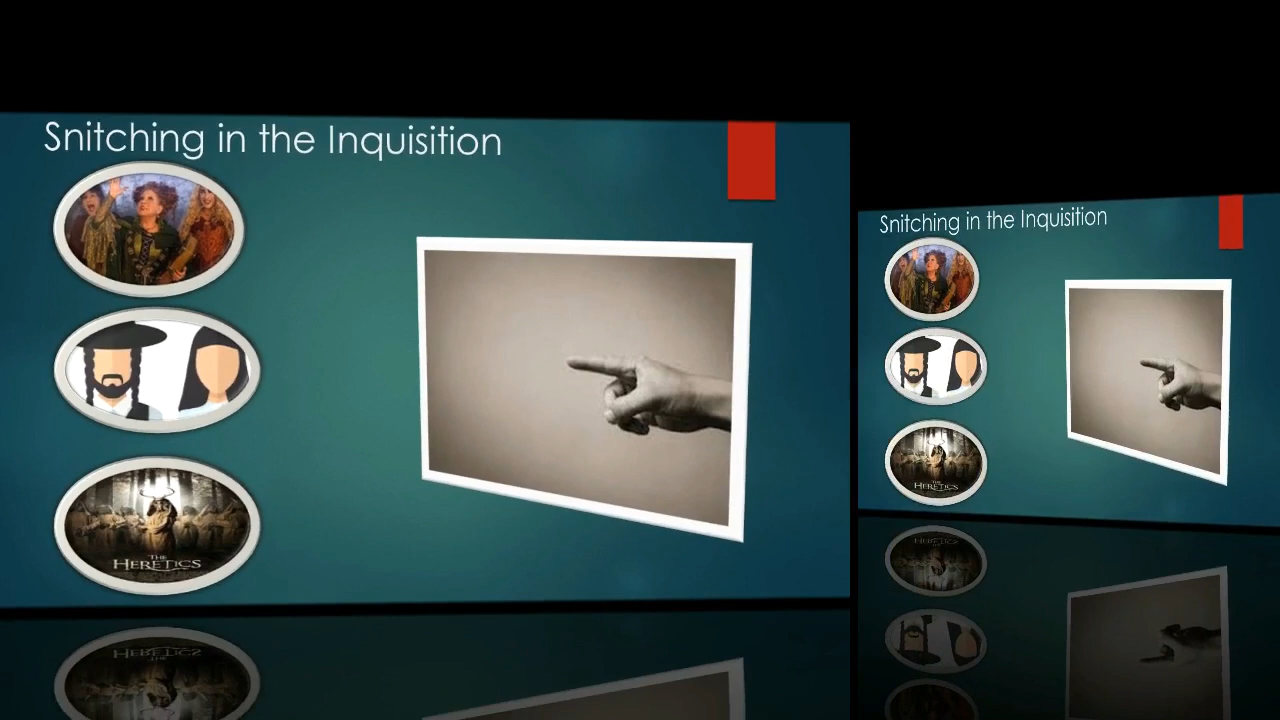 Snitching in the Inquisition
THE
HERETICS
Snitching in the Inquisition
THE
HERETICS